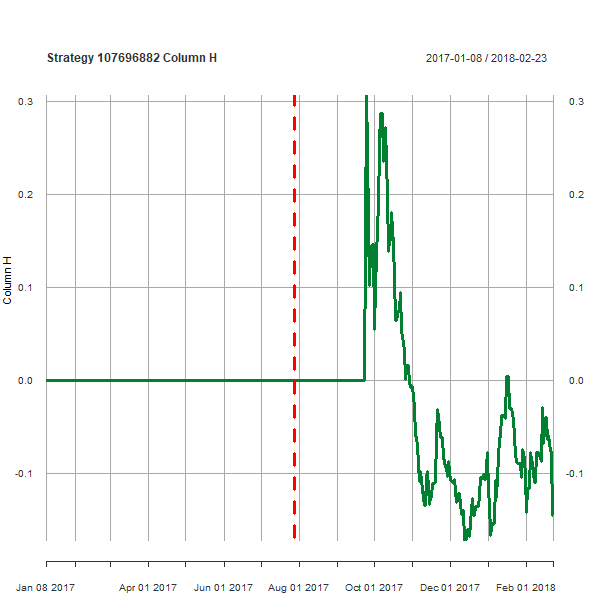 Strategy 107696882 Column H
2017-01-08 / 2018-02-23
0.3
0.2
0.1
0.0
-0.1
Column H
0.3
0.2
0.1
0.0
-0.1
Jan 08 2017
Apr 01 2017
Jun 01 2017
Aug 01 2017
Oct 01 2017
Dec 01 2017
Feb 01 2018